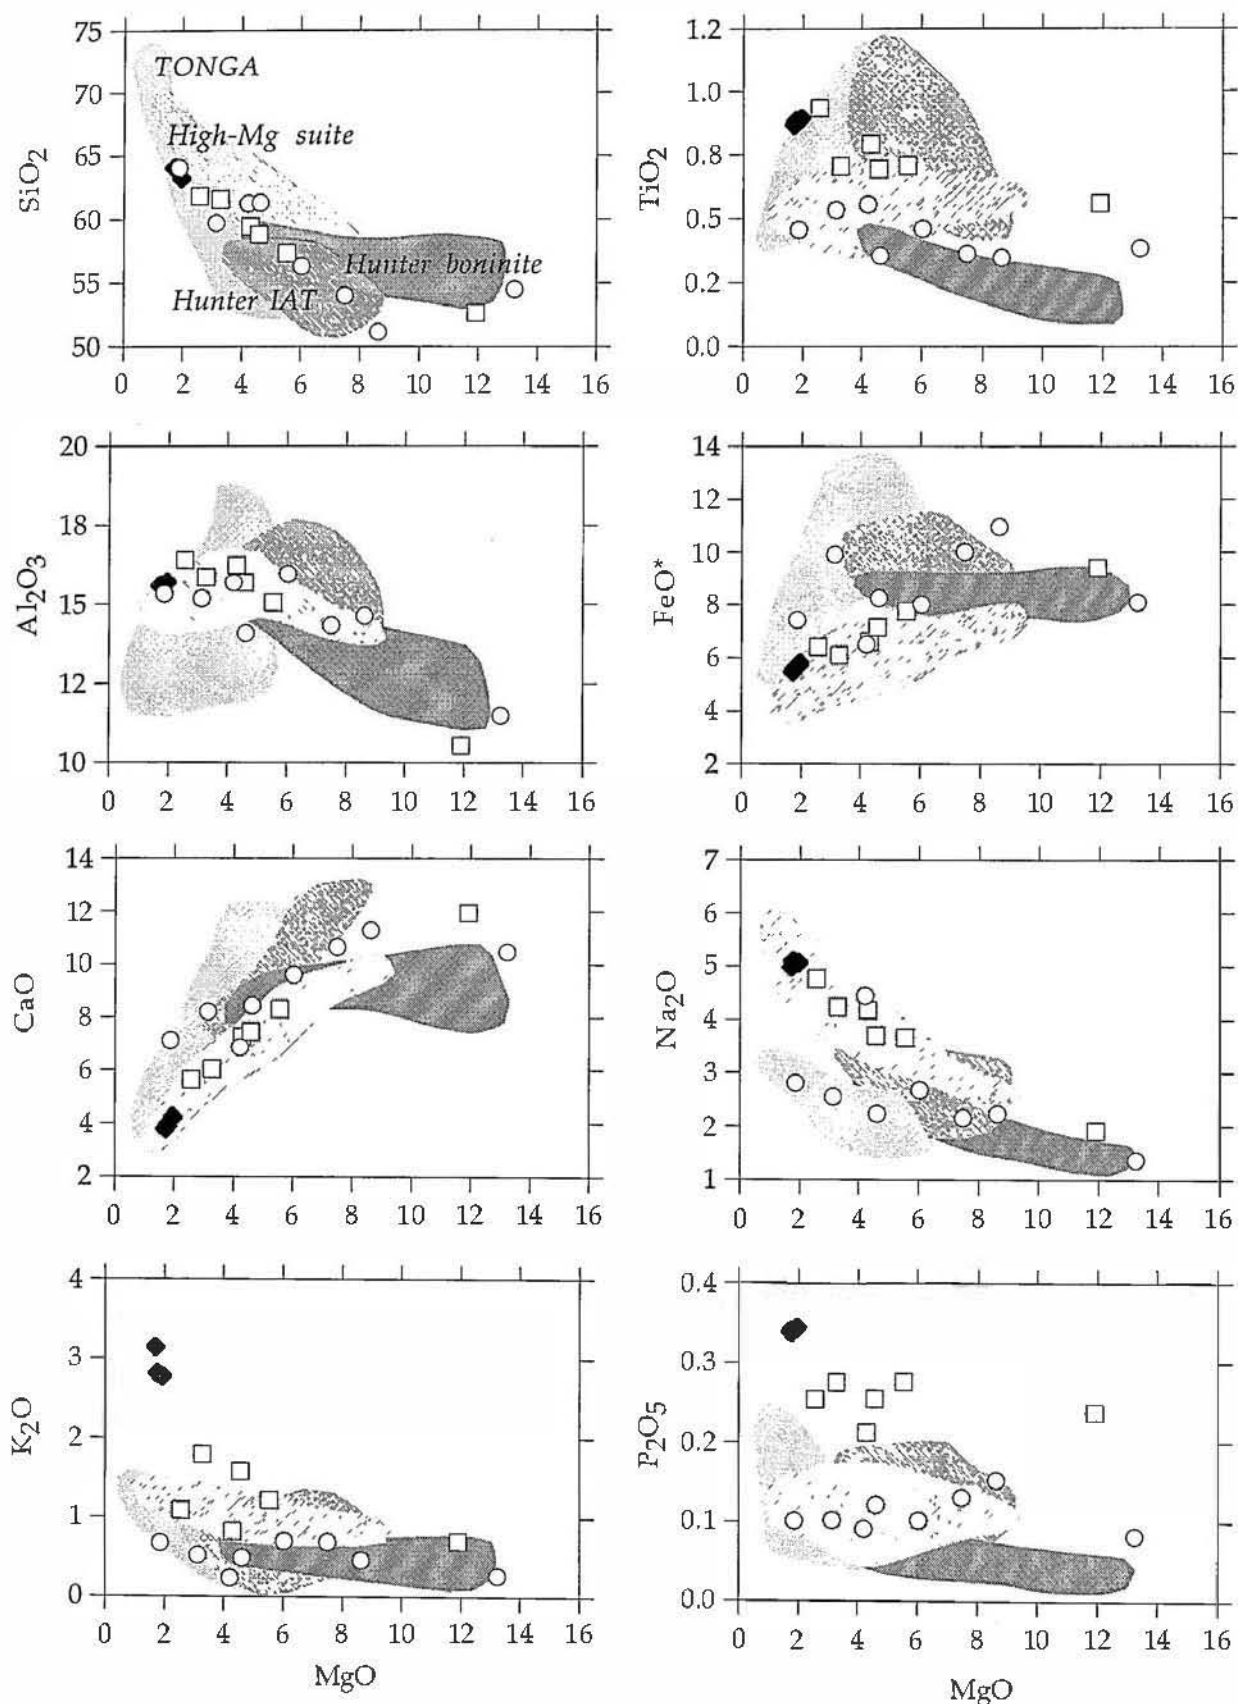 75
70
65
60
55
50
SiO2
TONGA
High-Mg suite
Hunter boninite
Hunter IAT
0 2 4 6 8 10 12 14 16
1.2
1.0
0.8
0.5
0.2
0.0
TiO2
0 2 4 6 8 10 12 14 16
20
18
15
12
10
Al2O3
0 2 4 6 8 10 12 14 16
14
12
10
8
6
4
2
FeO*
0 2 4 6 8 10 12 14 16
14
12
10
8
6
4
2
CaO
0 2 4 6 8 10 12 14 16
7
6
5
4
3
2
1
Na2O
0 2 4 6 8 10 12 14 16
4
3
2
1
0
K2O
0 2 4 6 8 10 12 14 16
MgO
0.4
0.3
0.2
0.1
0.0
P2O5
0 2 4 6 8 10 12 14 16
MgO